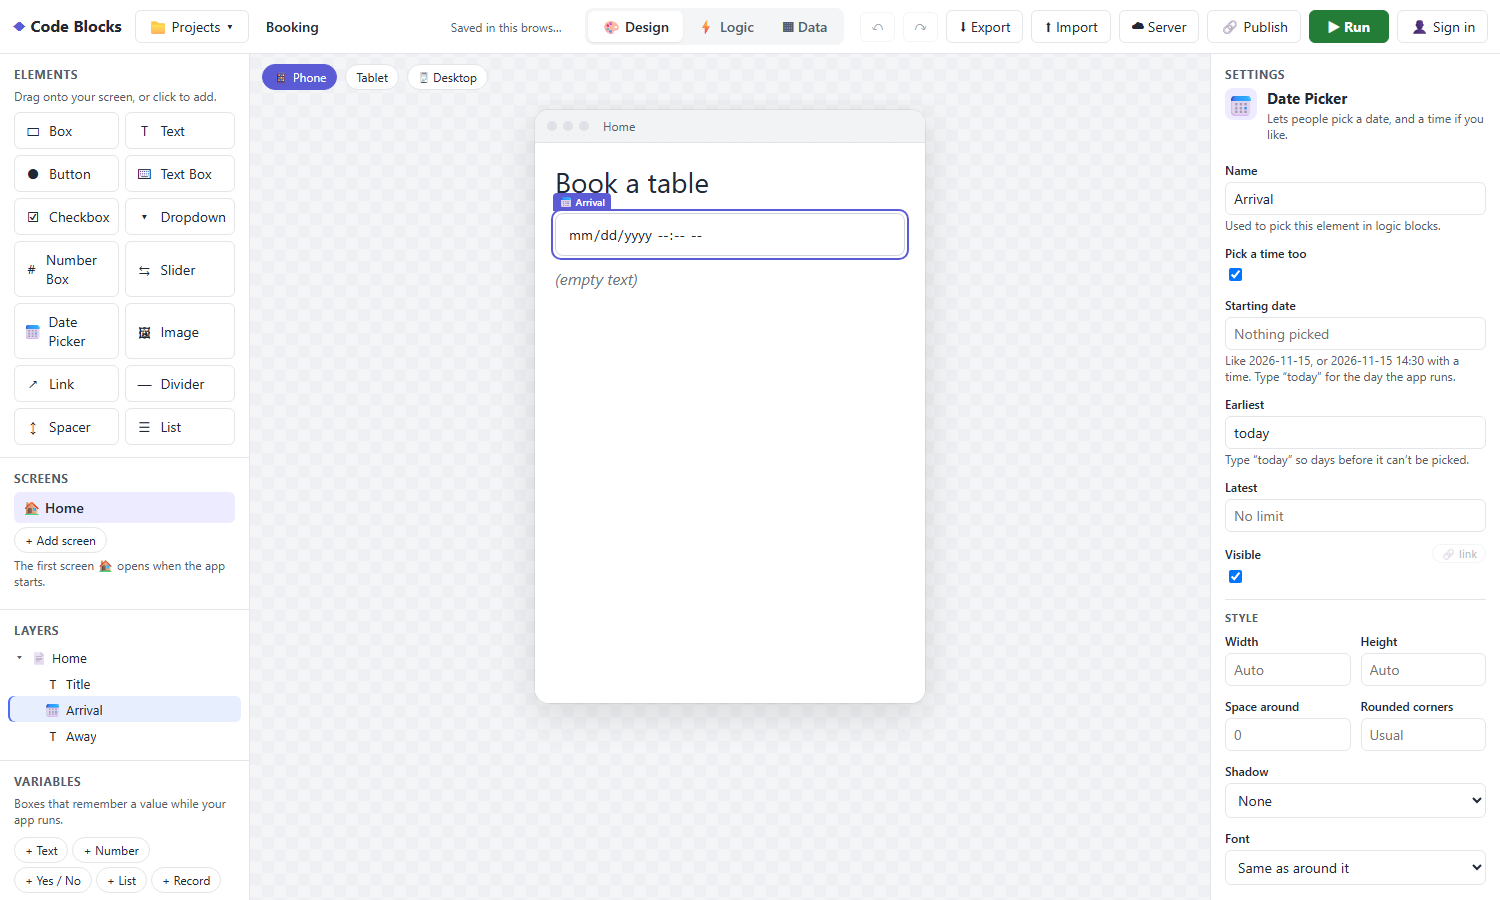 Code Blocks
Projects ▾
Booking
Saved in this brows...
Design
Logic
Data
Export
Import
Server
Publish
Run
Sign in
ELEMENTS
Drag onto your screen, or click to add.
Box
Text
Button
Text Box
Checkbox
Dropdown
Number Box
Slider
Date Picker
Image
Link
Divider
Spacer
List
SCREENS
Home
+ Add screen
The first screen 🏠 opens when the app
starts.
LAYERS
Home
Title
Arrival
Away
VARIABLES
Boxes that remember a value while your
app runs.
+ Text
+ Number
+ Yes / No
+ List
+ Record
Phone
Tablet
Desktop
Home
Book a table
Arrival
mm/dd/yyyy --:-- --
(empty text)
SETTINGS
Date Picker
Lets people pick a date, and a time if you
like.
Name
Arrival
Used to pick this element in logic blocks.
Pick a time too
Starting date
Nothing picked
Like 2026-11-15, or 2026-11-15 14:30 with a
time. Type “today” for the day the app runs.
Earliest
today
Type “today” so days before it can’t be picked.
Latest
No limit
Visible
link
STYLE
Width
Height
Auto
Auto
Space around
Rounded corners
0
Usual
Shadow
None
Font
Same as around it